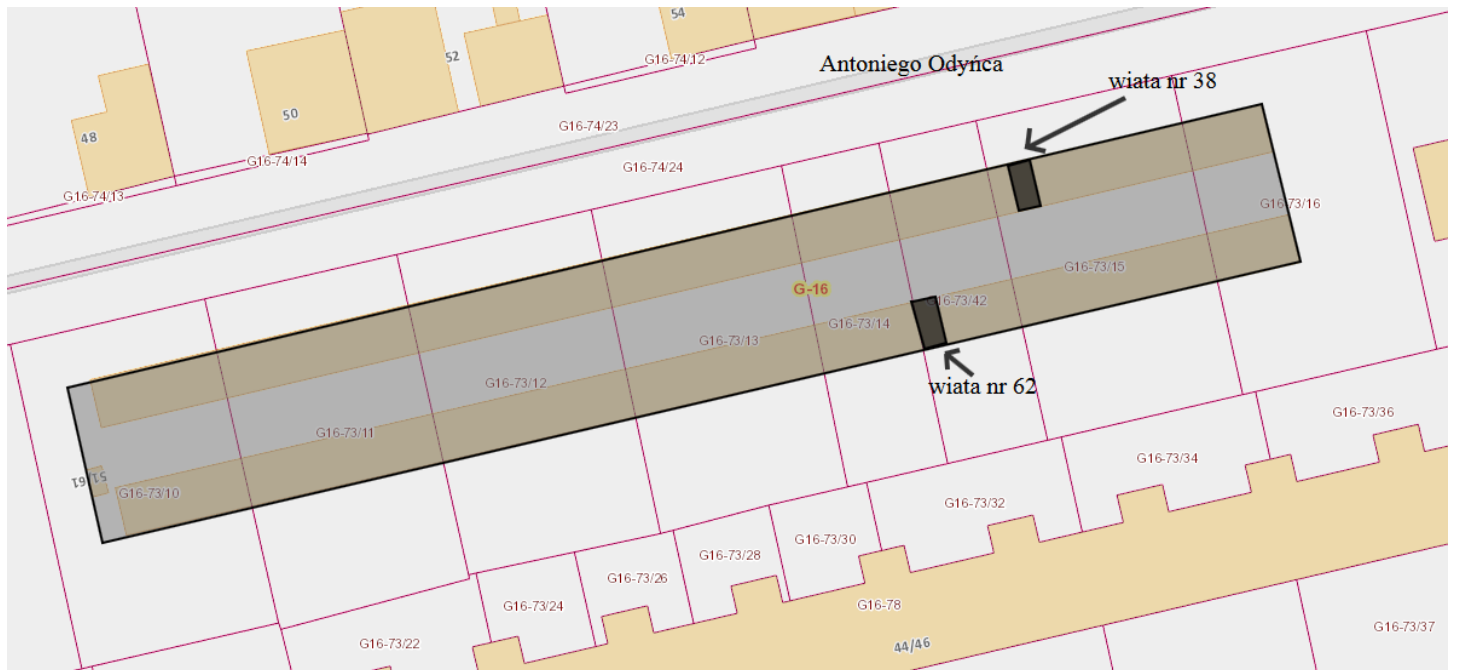 54
52
G16-74/12
Antoniego Odyńca
wiata nr 38
50
48
G16-74/23
G16-74/14
G16-74/24
G16-74/13
G16-73/16
G16-73/15
G-16
G16-73/42
G16-73/14
G16-73/13
G16-73/12
wiata nr 62
G16-73/11
G16-73/36
G16-73/34
51/61
G16-73/10
G16-73/32
G16-73/30
G16-73/28
G16-73/26
G16-73/24
G16-78
G16-73/37
G16-73/22
44/46